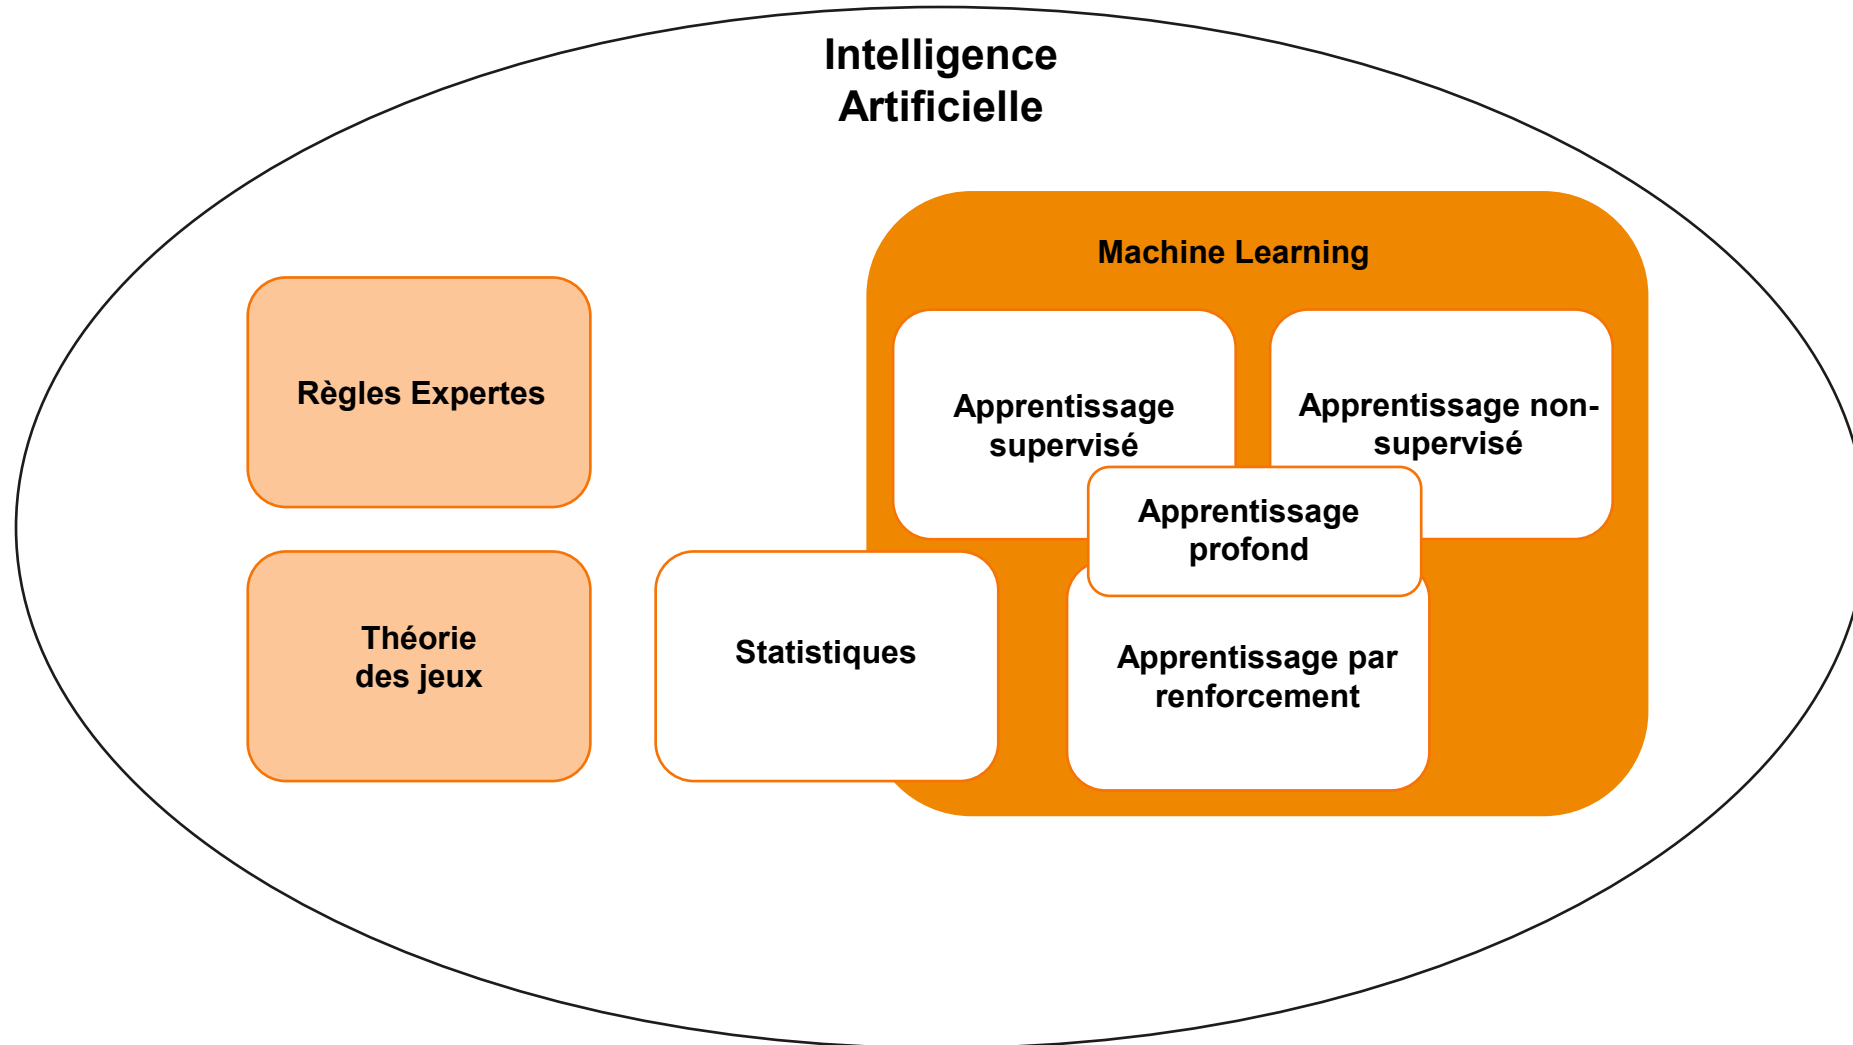 Intelligence
Artificielle
Machine Learning
Règles Expertes
Apprentissage
supervisé
Apprentissage non-
supervisé
Apprentissage
profond
Théorie
des jeux
Statistiques
Apprentissage par
renforcement